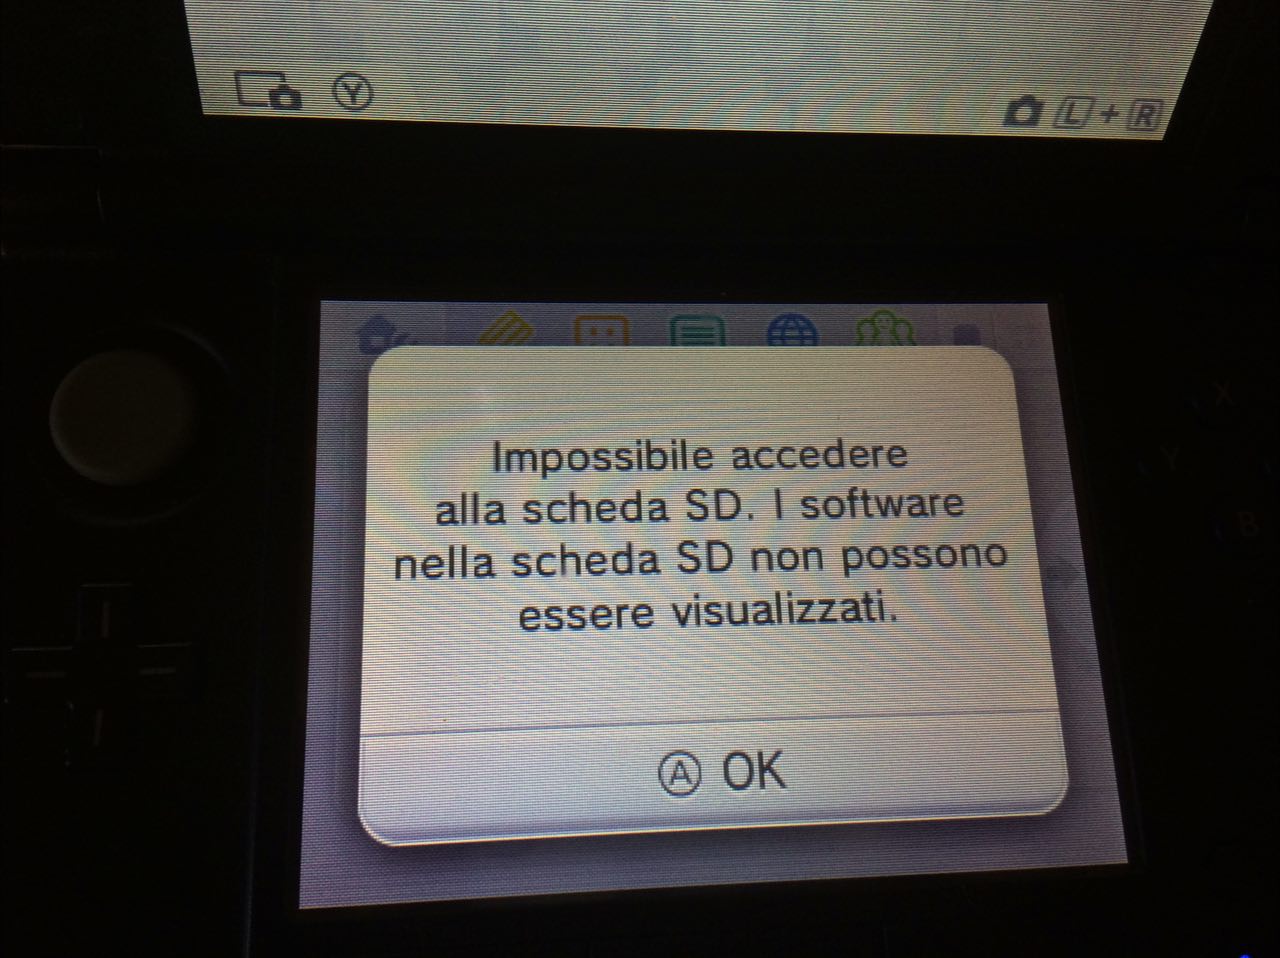 Y
L + R
Impossibile accedere
alla scheda SD. I software
nella scheda SD non possono
essere visualizzati.
A OK
X
Y
B